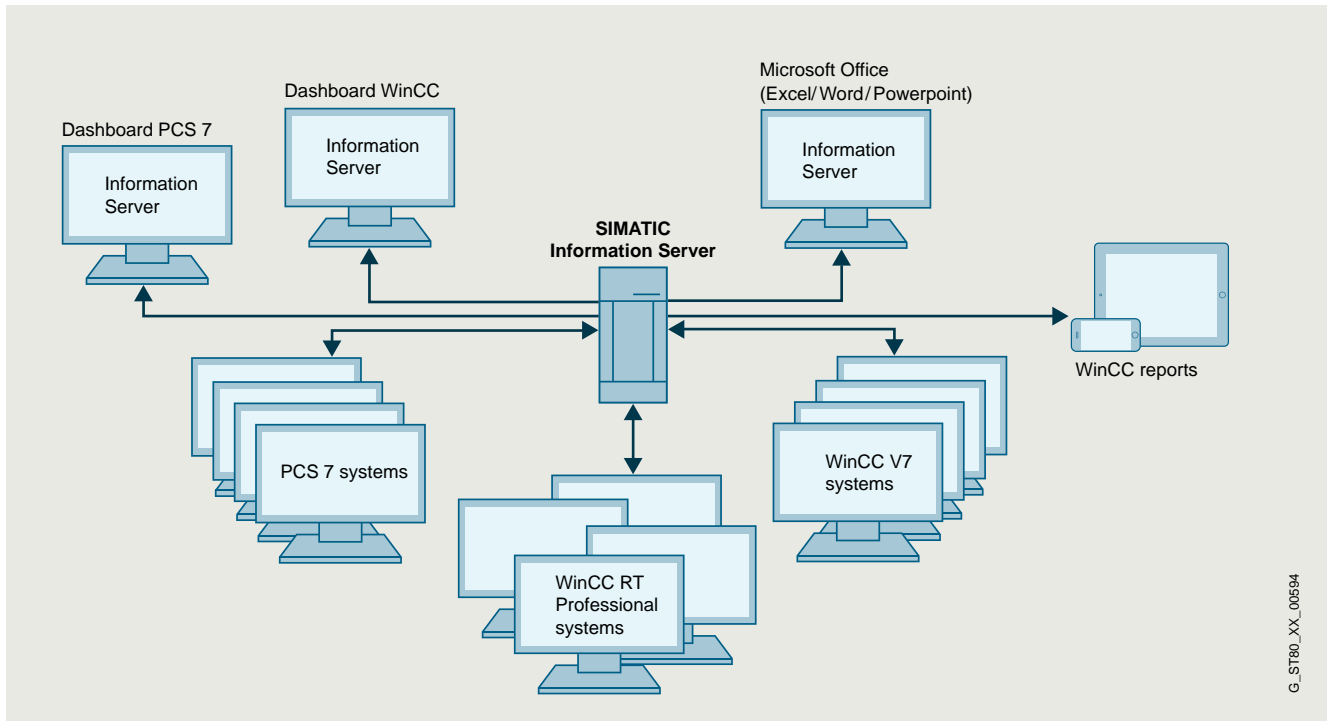 Microsoft Office
(Excel/Word/Powerpoint)
Dashboard WinCC
Dashboard PCS 7
Information
Server
Information
Server
Information
Server
SIMATIC
Information Server
WinCC reports
PCS 7 systems
WinCC V7
systems
WinCC RT
Professional
systems
G_ST80_XX_00594